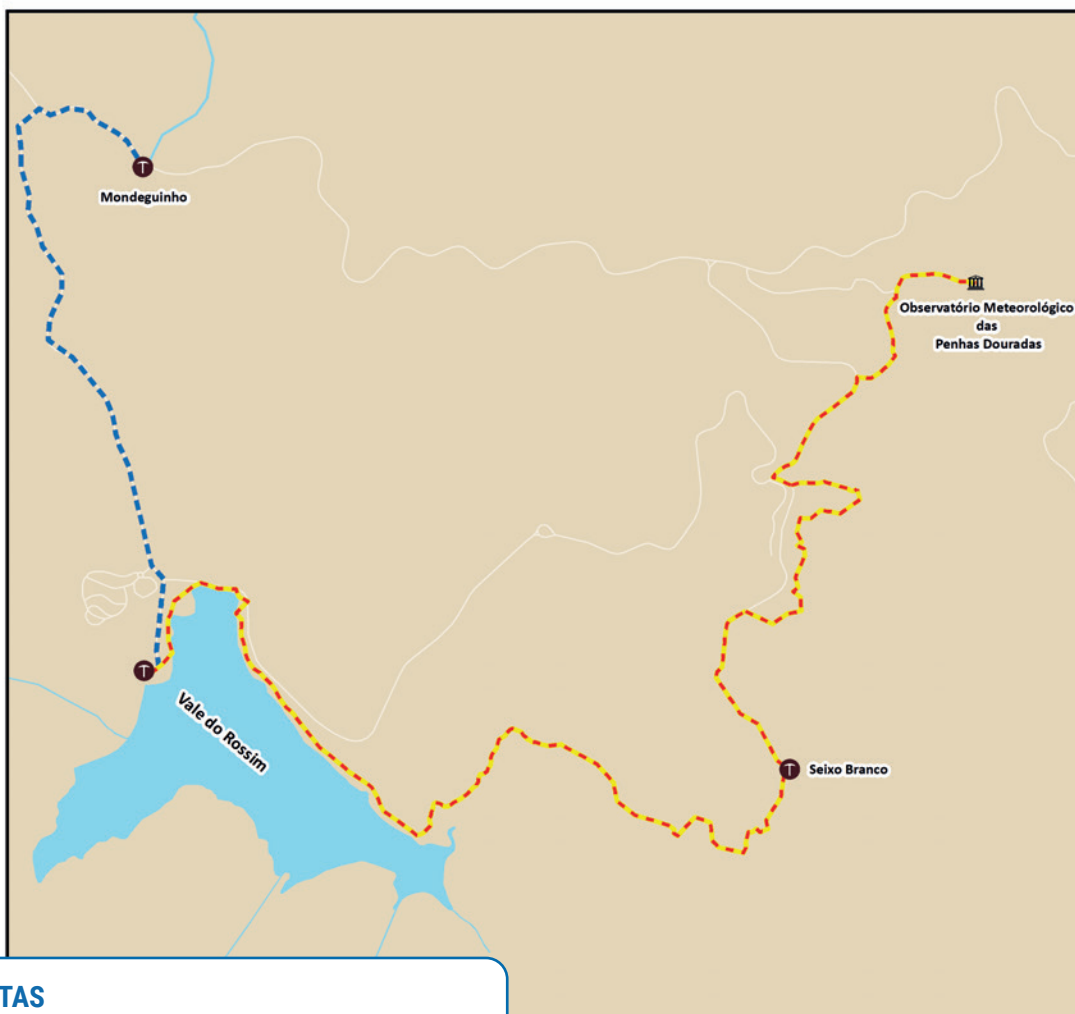 Mondeguinho
Observatório Meteorológico
das
Penhas Douradas
Vale do Rossim
Seixo Branco
TAS